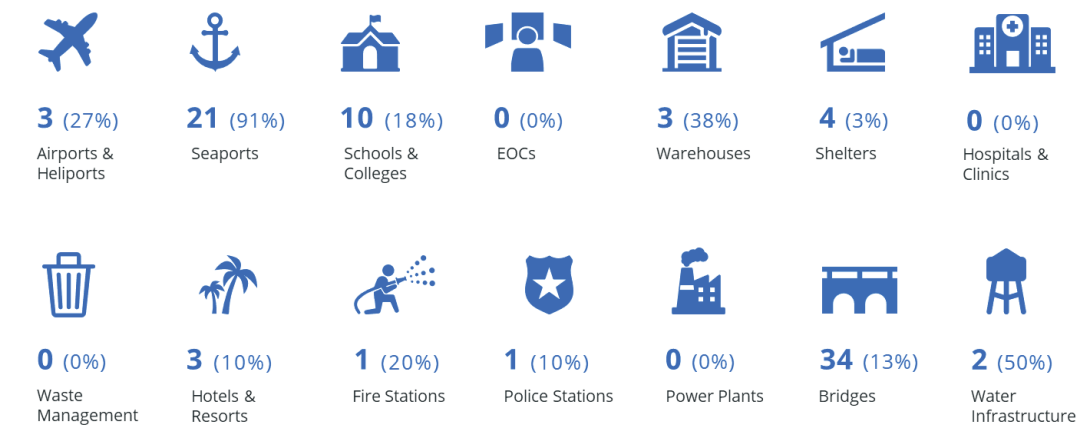 3 (27%)
Airports &
Heliports
21 (91%)
Seaports
10 (18%)
Schools &
Colleges
0 (0%)
EOCs
3 (38%)
Warehouses
4 (3%)
Shelters
0 (0%)
Hospitals &
Clinics
0 (0%)
Waste
Management
3 (10%)
Hotels &
Resorts
1 (20%)
Fire Stations
1 (10%)
Police Stations
0 (0%)
Power Plants
34 (13%)
Bridges
2 (50%)
Water
Infrastructure